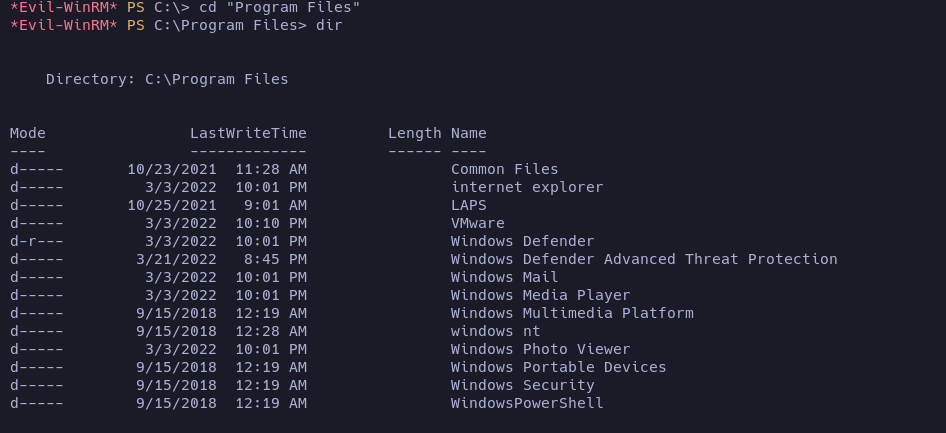 *Evil-WinRM* PS C:\> cd "Program Files"
*Evil-WinRM* PS C:\Program Files> dir
    Directory: C:\Program Files
Mode                LastWriteTime         Length Name
----                -------------         ------ ----
d-----       10/23/2021  11:28 AM                Common Files
d-----         3/3/2022  10:01 PM                internet explorer
d-----       10/25/2021   9:01 AM                LAPS
d-----         3/3/2022  10:10 PM                VMware
d-r---         3/3/2022  10:01 PM                Windows Defender
d-----        3/21/2022   8:45 PM                Windows Defender Advanced Threat Protection
d-----         3/3/2022  10:01 PM                Windows Mail
d-----         3/3/2022  10:01 PM                Windows Media Player
d-----        9/15/2018  12:19 AM                Windows Multimedia Platform
d-----        9/15/2018  12:28 AM                windows nt
d-----         3/3/2022  10:01 PM                Windows Photo Viewer
d-----        9/15/2018  12:19 AM                Windows Portable Devices
d-----        9/15/2018  12:19 AM                Windows Security
d-----        9/15/2018  12:19 AM                WindowsPowerShell